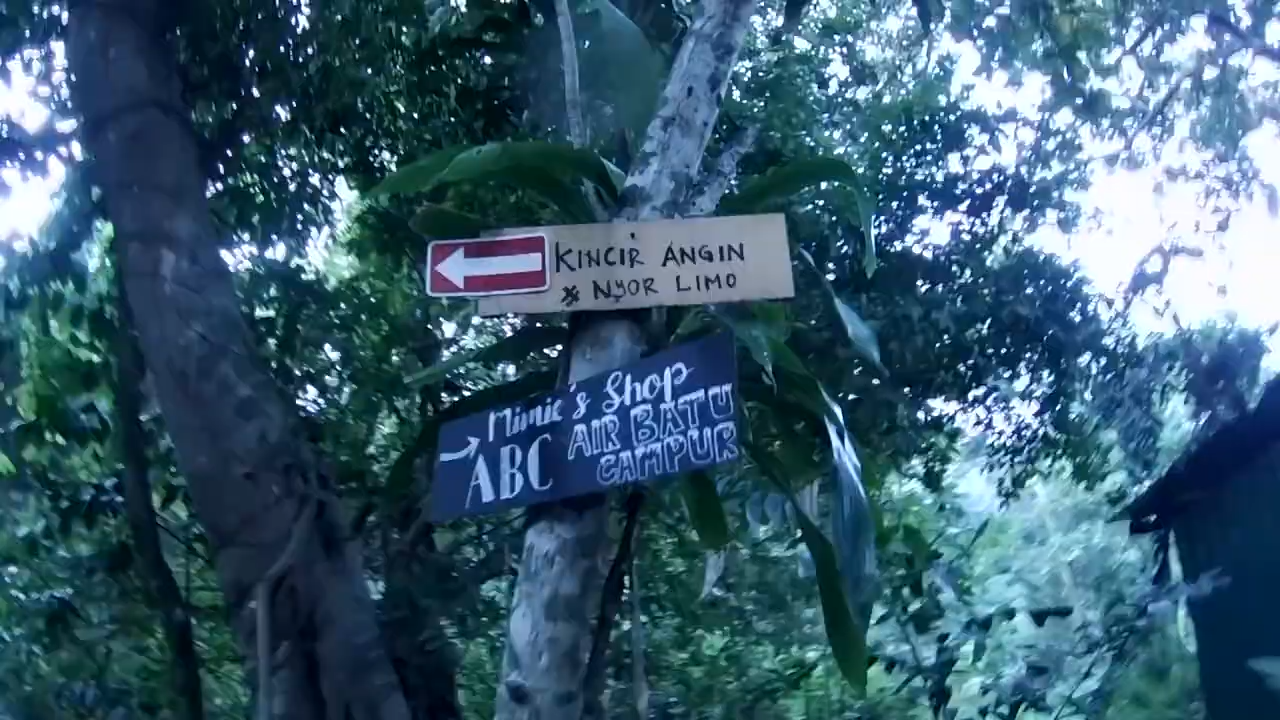 KINCIR ANGIN
NYOR LIMO
Mimie's Shop
ABC AIR BATU
CAMPUR